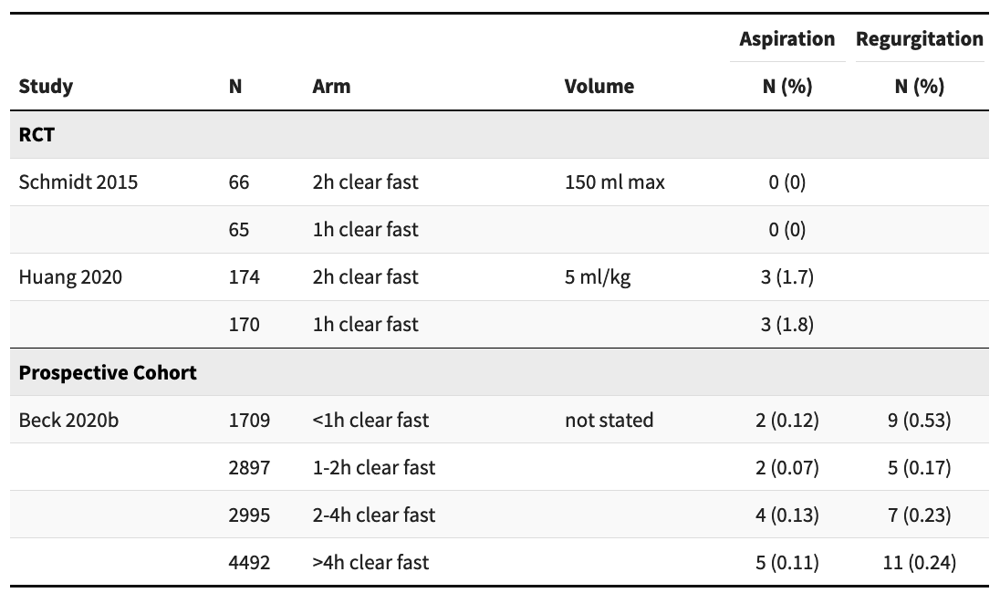 Aspiration Regurgitation
Study N Arm Volume N (%) N (%)
RCT
Schmidt 2015 66 2h clear fast 150 ml max 0 (0)
65 1h clear fast 0 (0)
Huang 2020 174 2h clear fast 5 ml/kg 3 (1.7)
170 1h clear fast 3 (1.8)
Prospective Cohort
Beck 2020b 1709 <1h clear fast not stated 2 (0.12) 9 (0.53)
2897 1-2h clear fast 2 (0.07) 5 (0.17)
2995 2-4h clear fast 4 (0.13) 7 (0.23)
4492 >4h clear fast 5 (0.11) 11 (0.24)